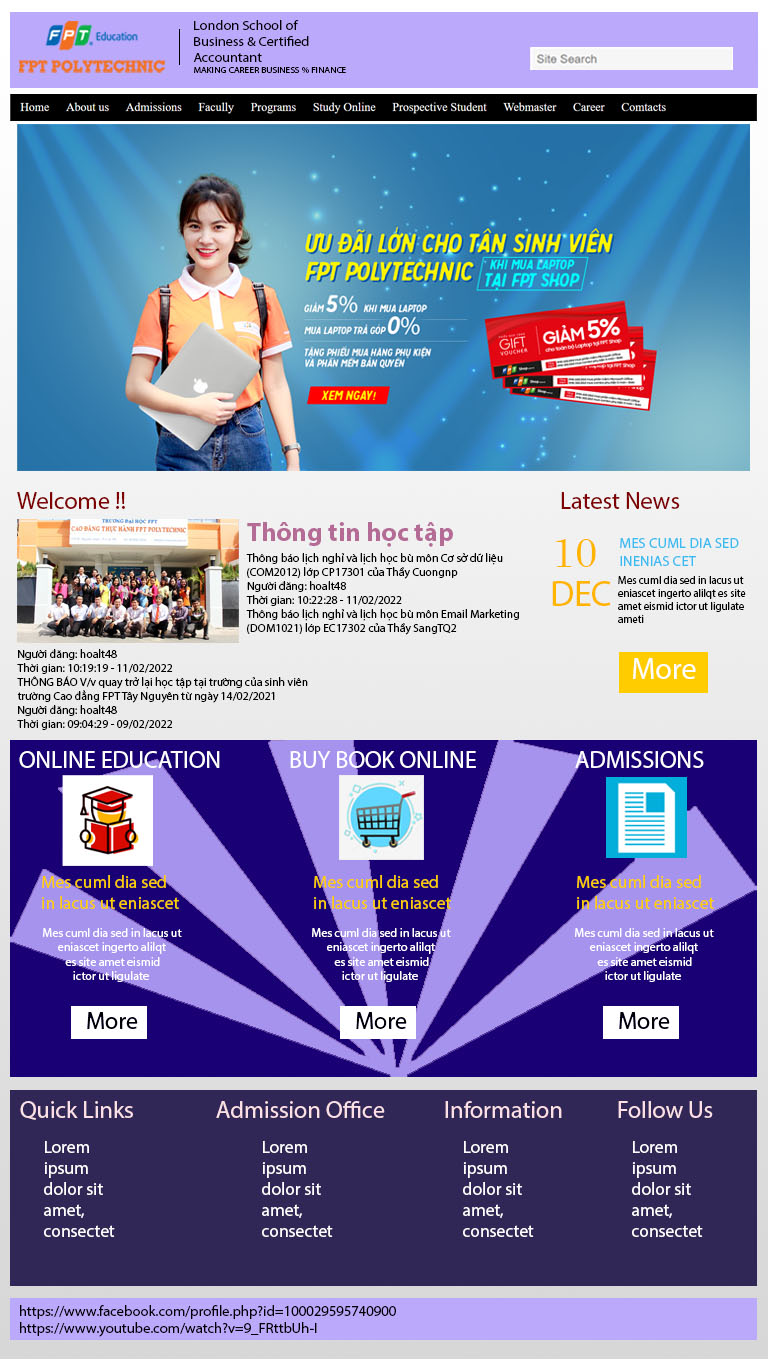 FPT. Education
FPT POLYTECHNIC
London School of
Business & Certified
Accountant
MAKING CAREER BUSINESS % FINANCE
Site Search
Home About us Admissions Facully Programs Study Online Prospective Student Webmaster Career Comtacts
ƯU ĐÃI LỚN CHO TÂN SINH VIÊN
FPT POLYTECHNIC KHI MUA LAPTOP
TẠI FPT SHOP
GIẢM 5% KHI MUA LAPTOP
MUA LAPTOP TRẢ GÓP 0%
TẶNG PHIẾU MUA HÀNG PHỤ KIỆN
VÀ PHẦN MỀM BẢN QUYỀN
XEM NGAY!
GIFT
VOUCHER
GIẢM 5%
cho toàn bộ Laptop tại FPT Shop
FPT Shop
Welcome !!
TRƯỜNG ĐẠI HỌC FPT
CAO ĐẲNG THỰC HÀNH FPT POLYTECHNIC
Thông tin học tập
Thông báo lịch nghỉ và lịch học bù môn Cơ sở dữ liệu
(COM2012) lớp CP17301 của Thầy Cuongnp
Người đăng: hoalt48
Thời gian: 10:22:28 - 11/02/2022
Thông báo lịch nghỉ và lịch học bù môn Email Marketing
(DOM1021) lớp EC17302 của Thầy SangTQ2
Người đăng: hoalt48
Thời gian: 10:19:19 - 11/02/2022
THÔNG BÁO V/v quay trở lại học tập tại trường của sinh viên
trường Cao đẳng FPT Tây Nguyên từ ngày 14/02/2021
Người đăng: hoalt48
Thời gian: 09:04:29 - 09/02/2022
Latest News
10
DEC
MES CUML DIA SED
INENIAS CET
Mes cuml dia sed in lacus ut
eniascet ingerto alilqt es site
amet eismid ictor ut ligulate
ameti
More
ONLINE EDUCATION
Mes cuml dia sed
in lacus ut eniascet
Mes cuml dia sed in lacus ut
eniascet ingerto alilqt
es site amet eismid
ictor ut ligulate
More
BUY BOOK ONLINE
Mes cuml dia sed
in lacus ut eniascet
Mes cuml dia sed in lacus ut
eniascet ingerto alilqt
es site amet eismid
ictor ut ligulate
More
ADMISSIONS
Mes cuml dia sed
in lacus ut eniascet
Mes cuml dia sed in lacus ut
eniascet ingerto alilqt
es site amet eismid
ictor ut ligulate
More
Quick Links
Lorem
ipsum
dolor sit
amet,
consectet
Admission Office
Lorem
ipsum
dolor sit
amet,
consectet
Information
Lorem
ipsum
dolor sit
amet,
consectet
Follow Us
Lorem
ipsum
dolor sit
amet,
consectet
https://www.facebook.com/profile.php?id=100029595740900
https://www.youtube.com/watch?v=9_FRttbUh-I